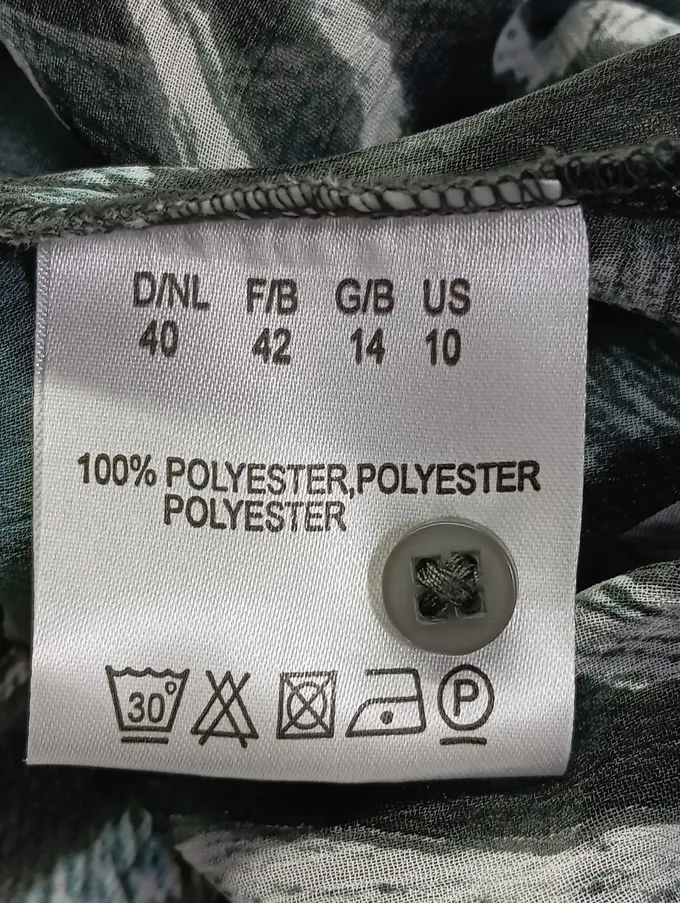 D/NL F/B G/B US
40 42 14 10
100% POLYESTER,POLYESTER
POLYESTER
30° P